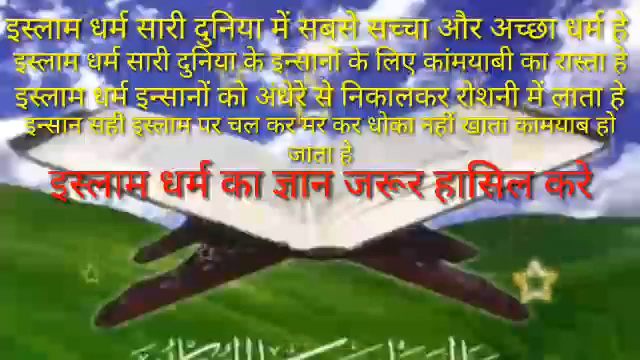 इस्लाम धर्म सारी दुनिया में सबसे सच्चा और अच्छा धर्म है
इस्लाम धर्म सारी दुनिया के इन्सानों के लिए कांमयाबी का रास्ता है
इस्लाम धर्म इन्सानों को अंधेरे से निकालकर रोशनी में लाता है
इन्सान सही इस्लाम पर चल कर मर कर धोका नहीं खाता कामयाब हो
जाता है
इस्लाम धर्म का ज्ञान जरूर हासिल करे